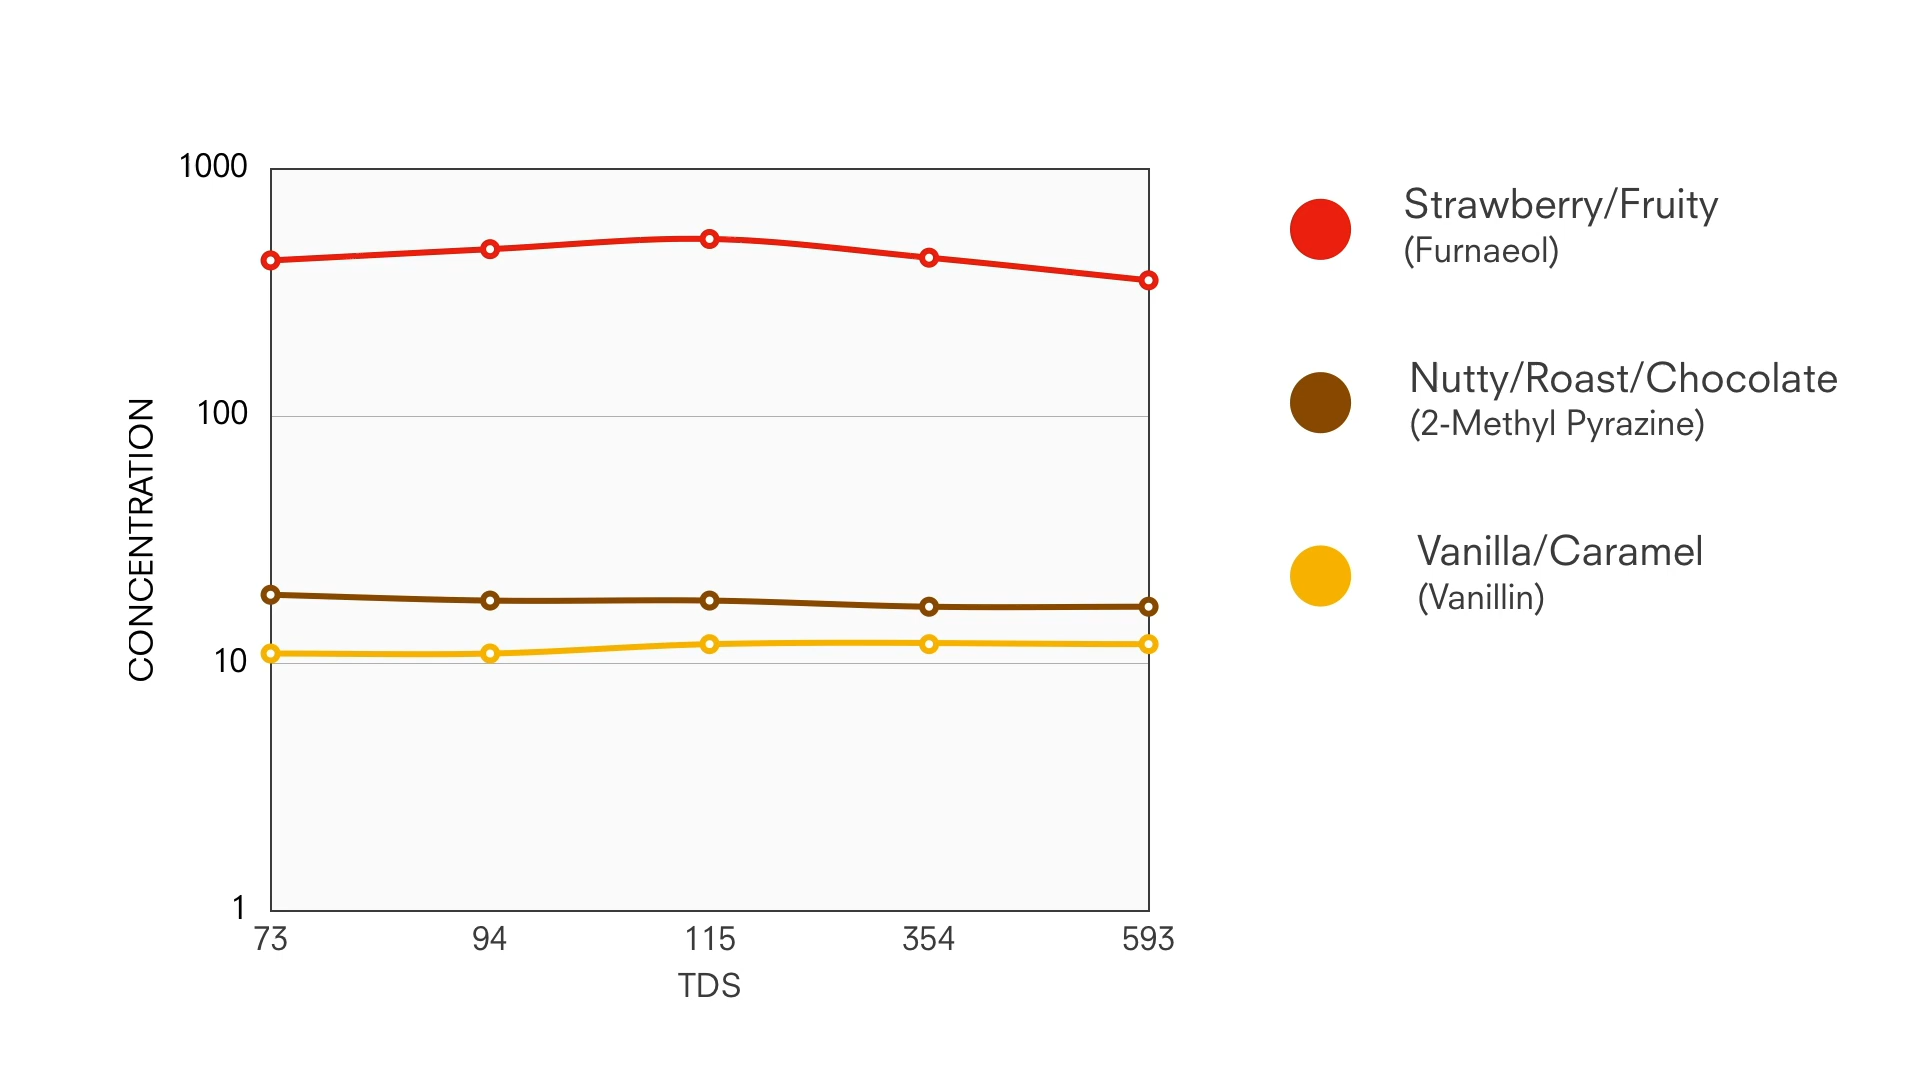 1000
100
10
1
CONCENTRATION
73 94 115 354 593
TDS
Strawberry/Fruity
(Furnaeol)
Nutty/Roast/Chocolate
(2-Methyl Pyrazine)
Vanilla/Caramel
(Vanillin)